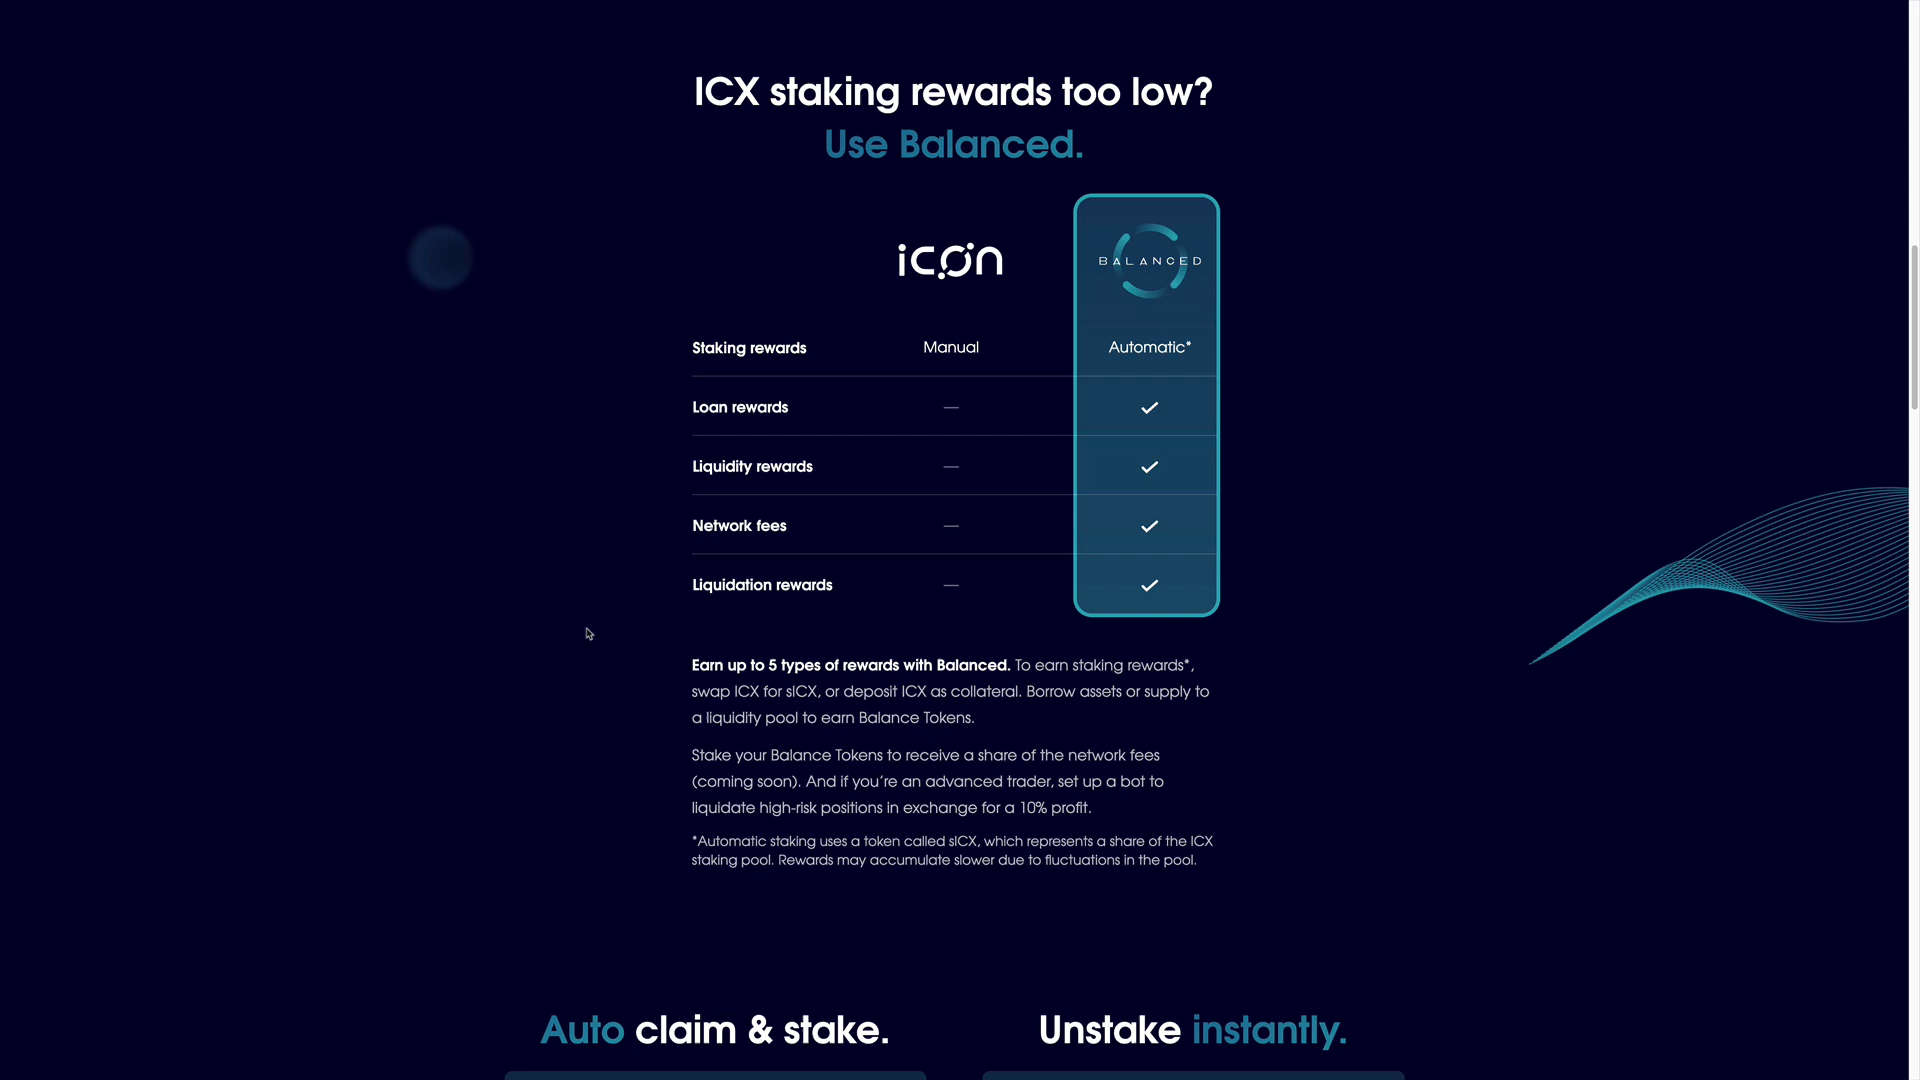 ICX staking rewards too low?
Use Balanced.
icon
BALANCED
Staking rewards Manual Automatic*
Loan rewards —
Liquidity rewards —
Network fees —
Liquidation rewards —
Earn up to 5 types of rewards with Balanced. To earn staking rewards*,
swap ICX for sICX, or deposit ICX as collateral. Borrow assets or supply to
a liquidity pool to earn Balance Tokens.
Stake your Balance Tokens to receive a share of the network fees
(coming soon). And if you’re an advanced trader, set up a bot to
liquidate high-risk positions in exchange for a 10% profit.
*Automatic staking uses a token called sICX, which represents a share of the ICX
staking pool. Rewards may accumulate slower due to fluctuations in the pool.
Auto claim & stake.
Unstake instantly.